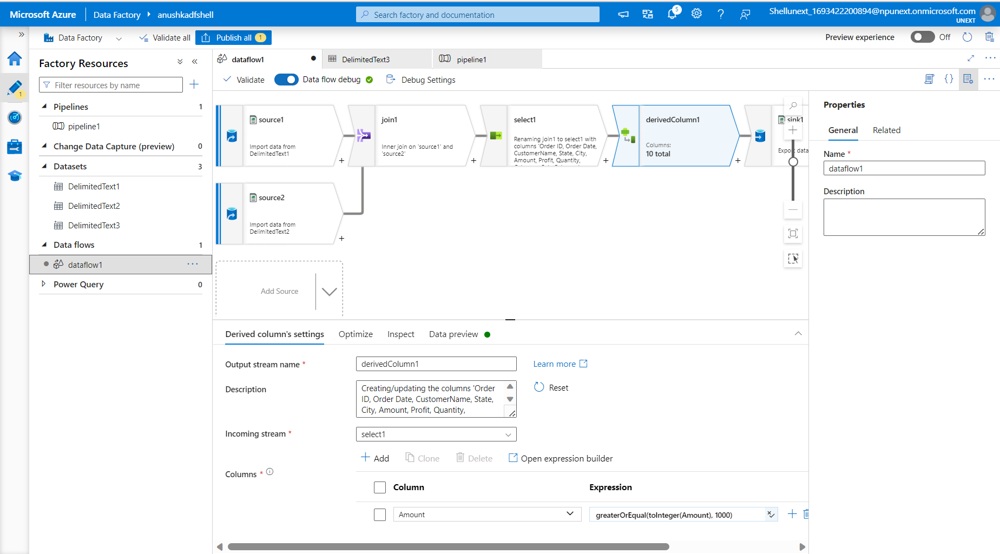 Microsoft Azure
Data Factory
anushkadfshell
Search factory and documentation
5
Shellunext_1693422200894@npunext.onmicrosoft.com
UNEXT
Data Factory
Validate all
Publish all 1
Preview experience
Off
1
Factory Resources
Filter resources by name
Pipelines 1
pipeline1
Change Data Capture (preview) 0
Datasets 3
DelimitedText1
DelimitedText2
DelimitedText3
Data flows 1
dataflow1
Power Query 0
dataflow1
DelimitedText3
pipeline1
Validate
Data flow debug
Debug Settings
source1
Import data from
DelimitedText1
join1
Inner join on 'source1' and
'source2'
select1
Renaming join1 to select1 with
columns 'Order ID, Order Date,
CustomerName, State, City,
Amount, Profit, Quantity,
derivedColumn1
Columns:
10 total
sink1
Export data
source2
Import data from
DelimitedText2
Add Source
Properties
General
Related
Name *
dataflow1
Description
Derived column's settings
Optimize
Inspect
Data preview
Output stream name *
derivedColumn1
Learn more
Description
Creating/updating the columns 'Order
ID, Order Date, CustomerName, State,
City, Amount, Profit, Quantity,
Reset
Incoming stream *
select1
Add
Clone
Delete
Open expression builder
Columns *
Column
Expression
Amount
greaterOrEqual(toInteger(Amount), 1000)